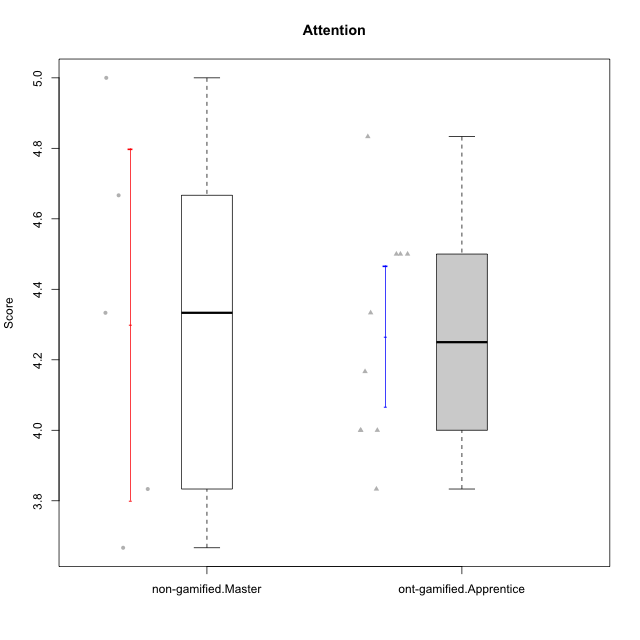 Attention
Score
5.0
4.8
4.6
4.4
4.2
4.0
3.8
non-gamified.Master
ont-gamified.Apprentice